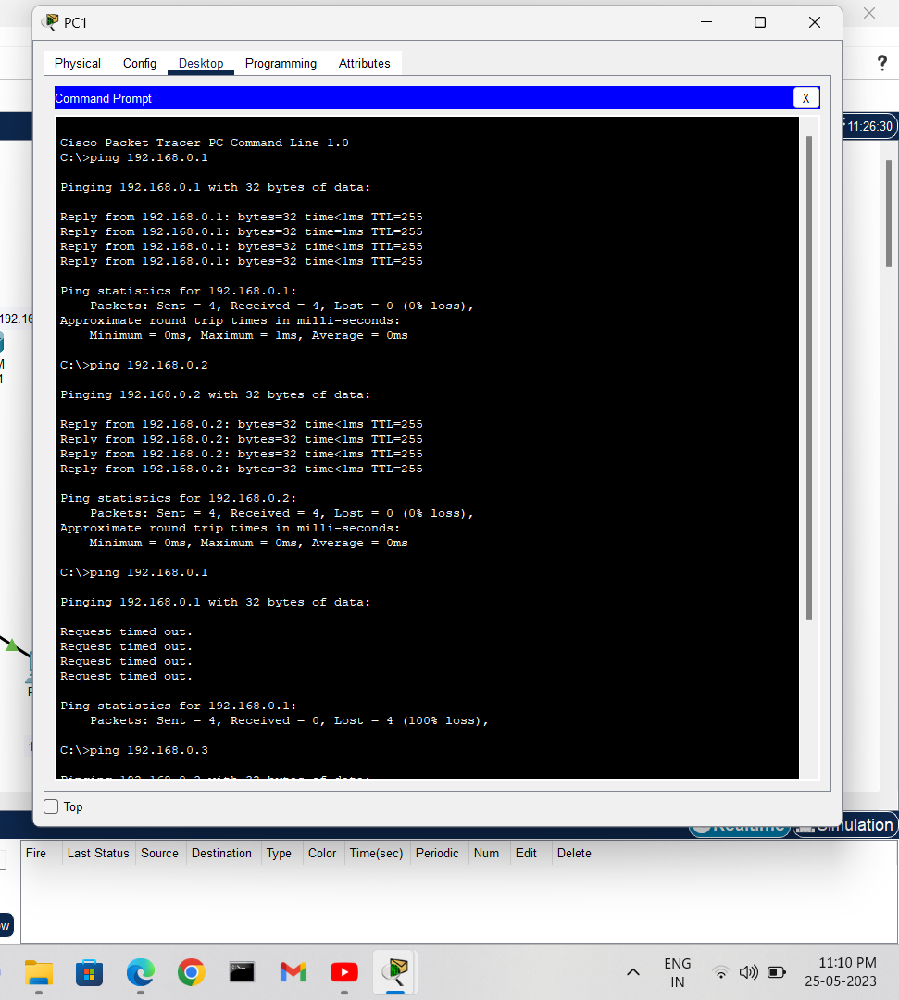 PC1
Physical Config Desktop Programming Attributes
?
Command Prompt
X
11:26:30
Cisco Packet Tracer PC Command Line 1.0
C:\>ping 192.168.0.1
Pinging 192.168.0.1 with 32 bytes of data:
Reply from 192.168.0.1: bytes=32 time<1ms TTL=255
Reply from 192.168.0.1: bytes=32 time=1ms TTL=255
Reply from 192.168.0.1: bytes=32 time<1ms TTL=255
Reply from 192.168.0.1: bytes=32 time<1ms TTL=255
Ping statistics for 192.168.0.1:
Packets: Sent = 4, Received = 4, Lost = 0 (0% loss),
Approximate round trip times in milli-seconds:
Minimum = 0ms, Maximum = 1ms, Average = 0ms
C:\>ping 192.168.0.2
Pinging 192.168.0.2 with 32 bytes of data:
Reply from 192.168.0.2: bytes=32 time<1ms TTL=255
Reply from 192.168.0.2: bytes=32 time<1ms TTL=255
Reply from 192.168.0.2: bytes=32 time<1ms TTL=255
Reply from 192.168.0.2: bytes=32 time<1ms TTL=255
Ping statistics for 192.168.0.2:
Packets: Sent = 4, Received = 4, Lost = 0 (0% loss),
Approximate round trip times in milli-seconds:
Minimum = 0ms, Maximum = 0ms, Average = 0ms
C:\>ping 192.168.0.1
Pinging 192.168.0.1 with 32 bytes of data:
Request timed out.
Request timed out.
Request timed out.
Request timed out.
Ping statistics for 192.168.0.1:
Packets: Sent = 4, Received = 0, Lost = 4 (100% loss),
C:\>ping 192.168.0.3
Pinging 192.168.0.3 with 32 bytes of data:
192.16
Top
Realtime Simulation
Fire Last Status Source Destination Type Color Time(sec) Periodic Num Edit Delete
ENG
IN
11:10 PM
25-05-2023